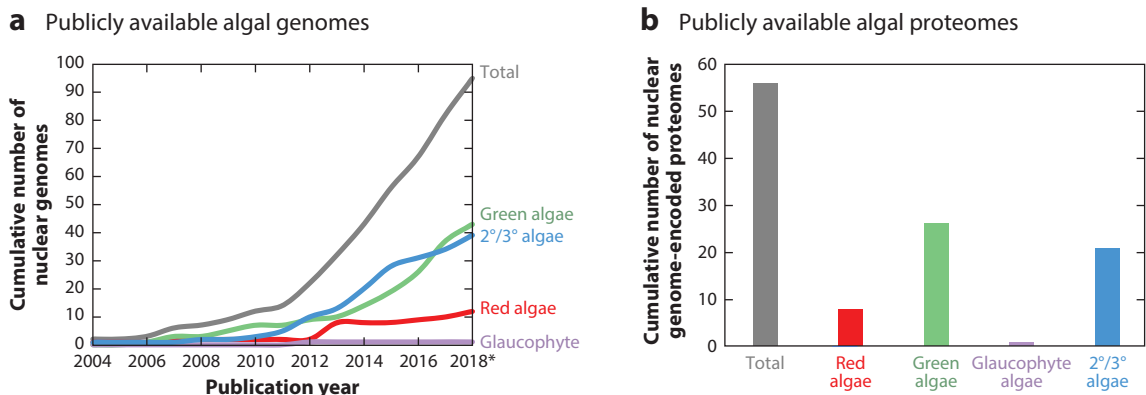 a Publicly available algal genomes
Cumulative number of
nuclear genomes
100
90
80
70
60
50
40
30
20
10
0
2004 2006 2008 2010 2012 2014 2016 2018*
Publication year
Total
Green algae
2°/3° algae
Red algae
Glaucophyte
b Publicly available algal proteomes
Cumulative number of nuclear
genome-encoded proteomes
60
50
40
30
20
10
0
Total
Red
algae
Green
algae
Glaucophyte
algae
2°/3°
algae